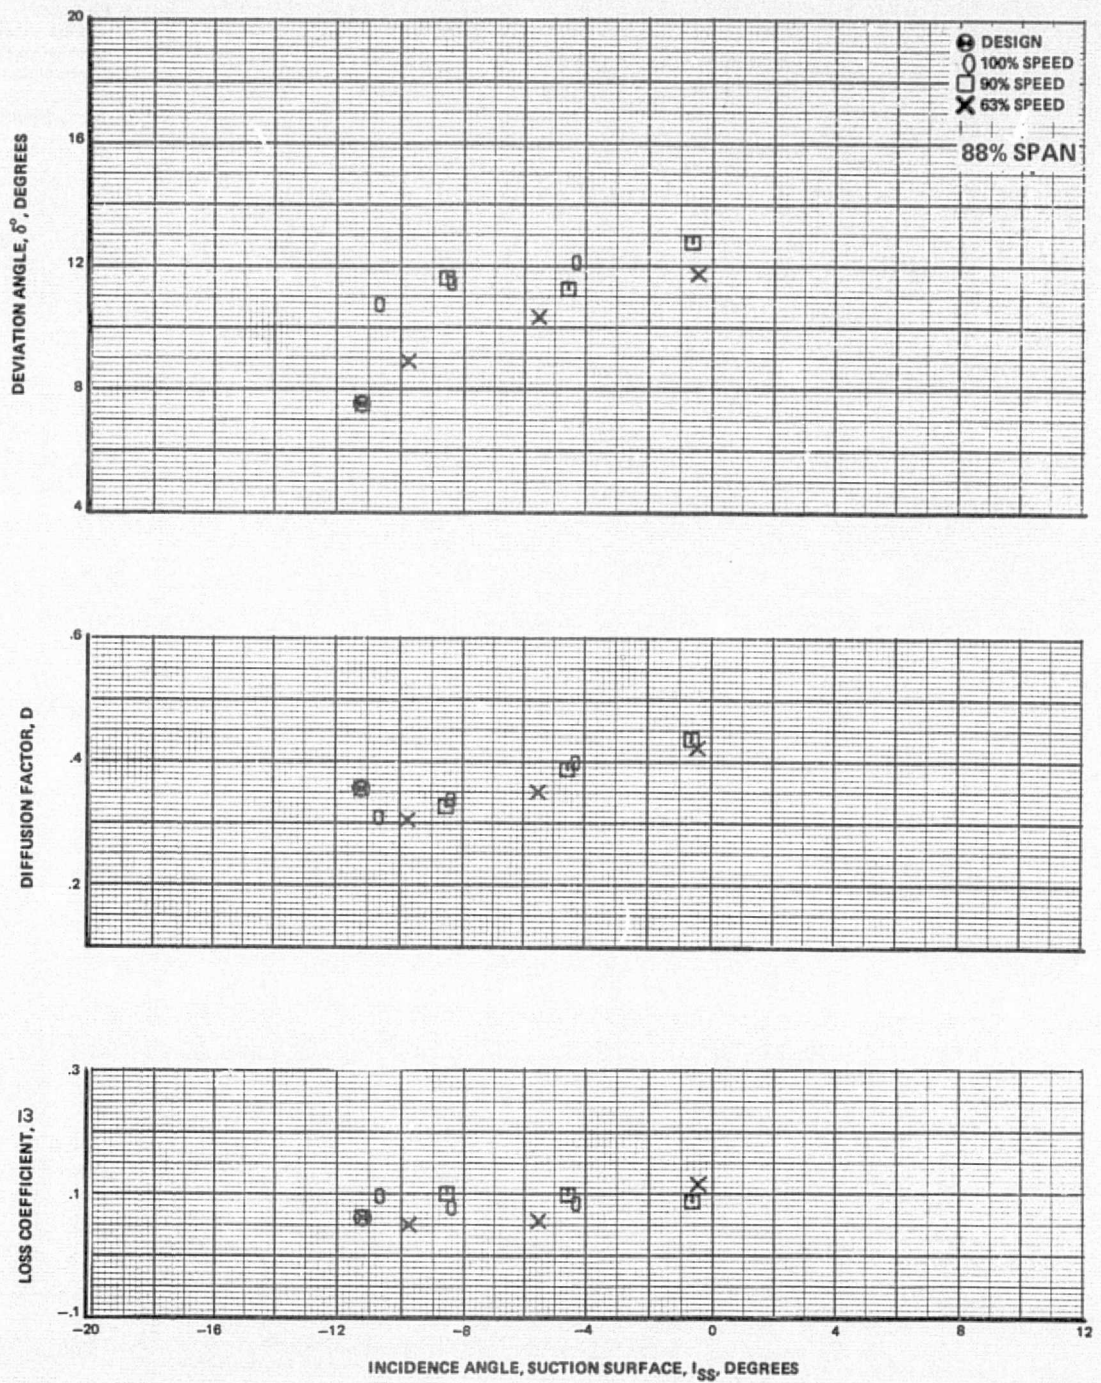 20
16
12
8
4
DEVIATION ANGLE, δ°, DEGREES
DESIGN
100% SPEED
90% SPEED
63% SPEED
88% SPAN
.6
.4
.2
DIFFUSION FACTOR, D
.3
.1
-.1
LOSS COEFFICIENT, ω̅
-20 -16 -12 -8 -4 0 4 8 12
INCIDENCE ANGLE, SUCTION SURFACE, ISS, DEGREES